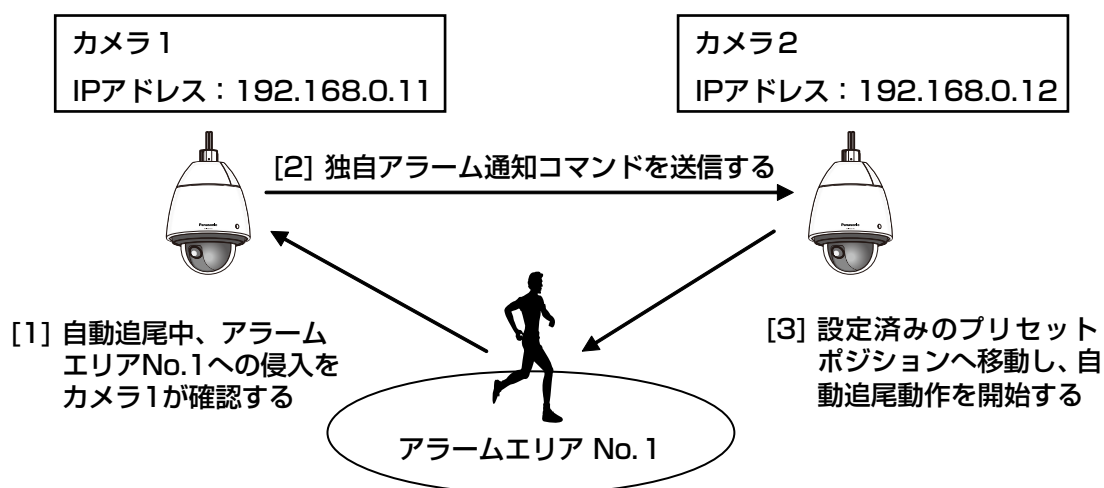 カメラ1
IPアドレス：192.168.0.11
カメラ2
IPアドレス：192.168.0.12
[2] 独自アラーム通知コマンドを送信する
Panasonic
Panasonic
[1] 自動追尾中、アラーム
エリアNo.1への侵入を
カメラ1が確認する
[3] 設定済みのプリセット
ポジションへ移動し、自
動追尾動作を開始する
アラームエリア No.1